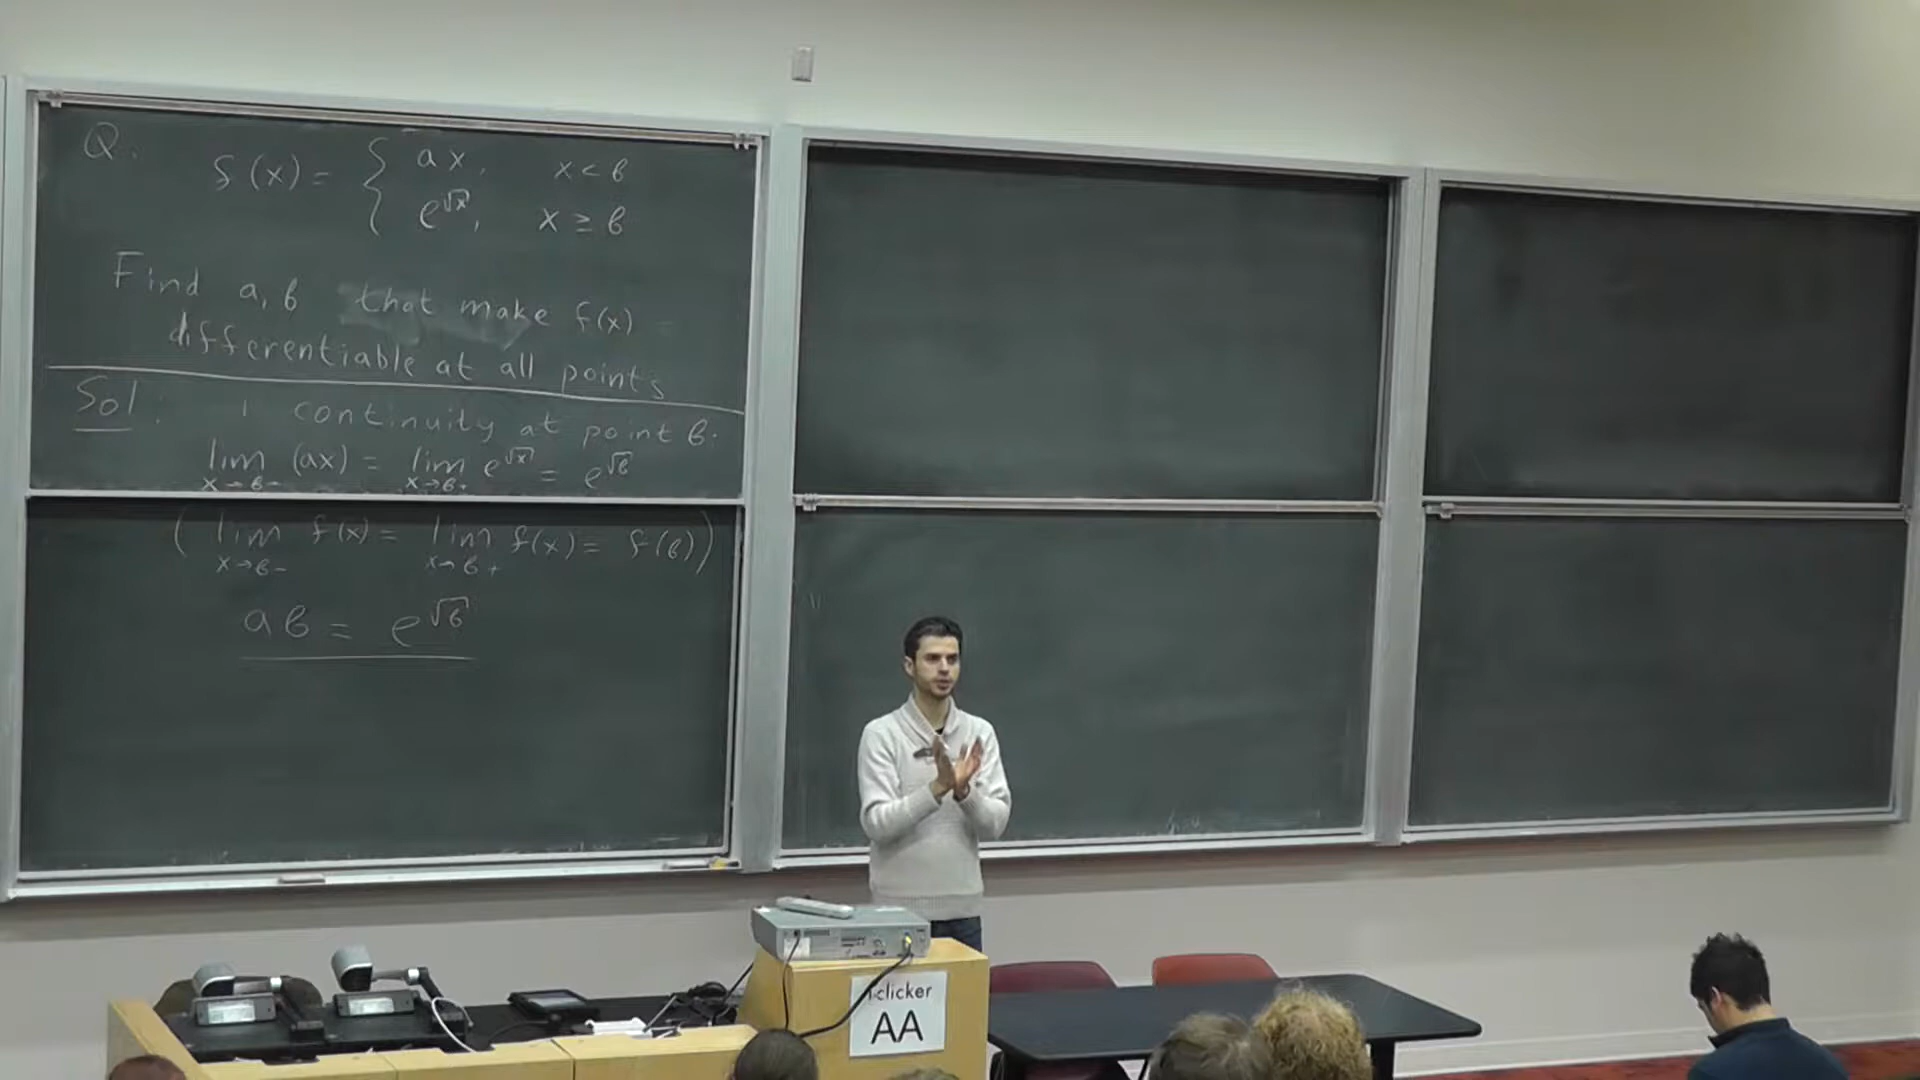 Q. f(x) = { ax, x < b
e^√x, x ≥ b
Find a, b that make f(x)
differentiable at all points
Sol: 1 continuity at point b.
lim x→b- (ax) = lim x→b+ e^√x = e^√b
( lim x→b- f(x) = lim x→b+ f(x) = f(b))
ab = e^√b
iclicker
AA